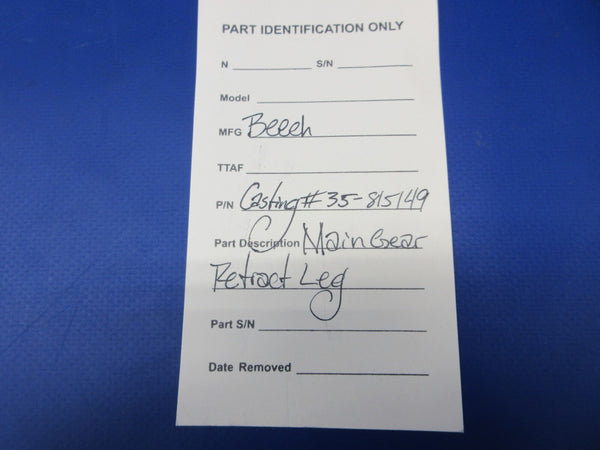 PART IDENTIFICATION ONLY
N S/N
Model
MFG Beech
TTAF
P/N Casting# 35-815149
Part Description Main Gear
Retract Leg
Part S/N
Date Removed